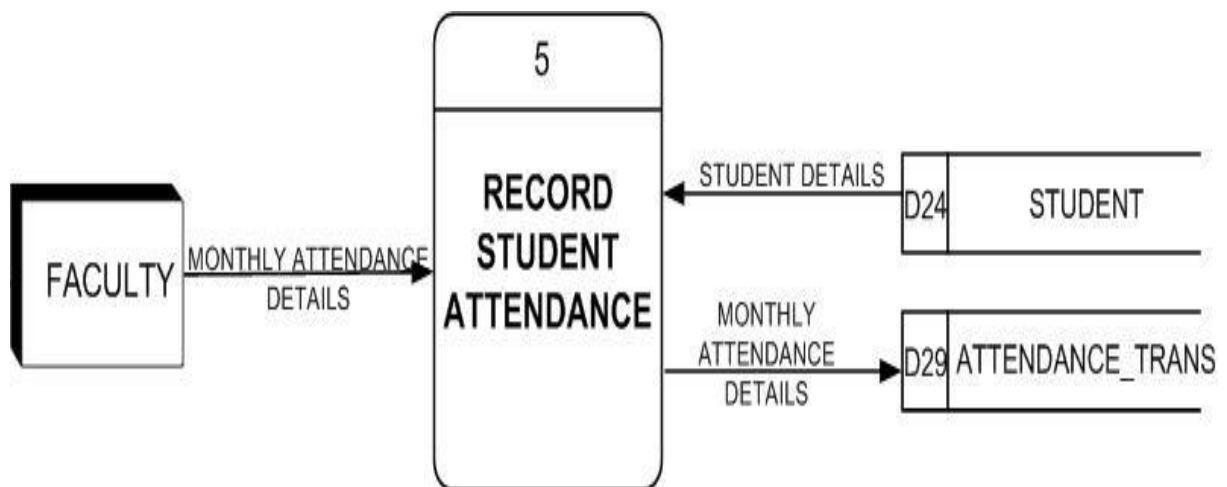 5
RECORD
STUDENT
ATTENDANCE
FACULTY
MONTHLY ATTENDANCE
DETAILS
STUDENT DETAILS
D24 STUDENT
MONTHLY
ATTENDANCE
DETAILS
D29 ATTENDANCE_TRANS